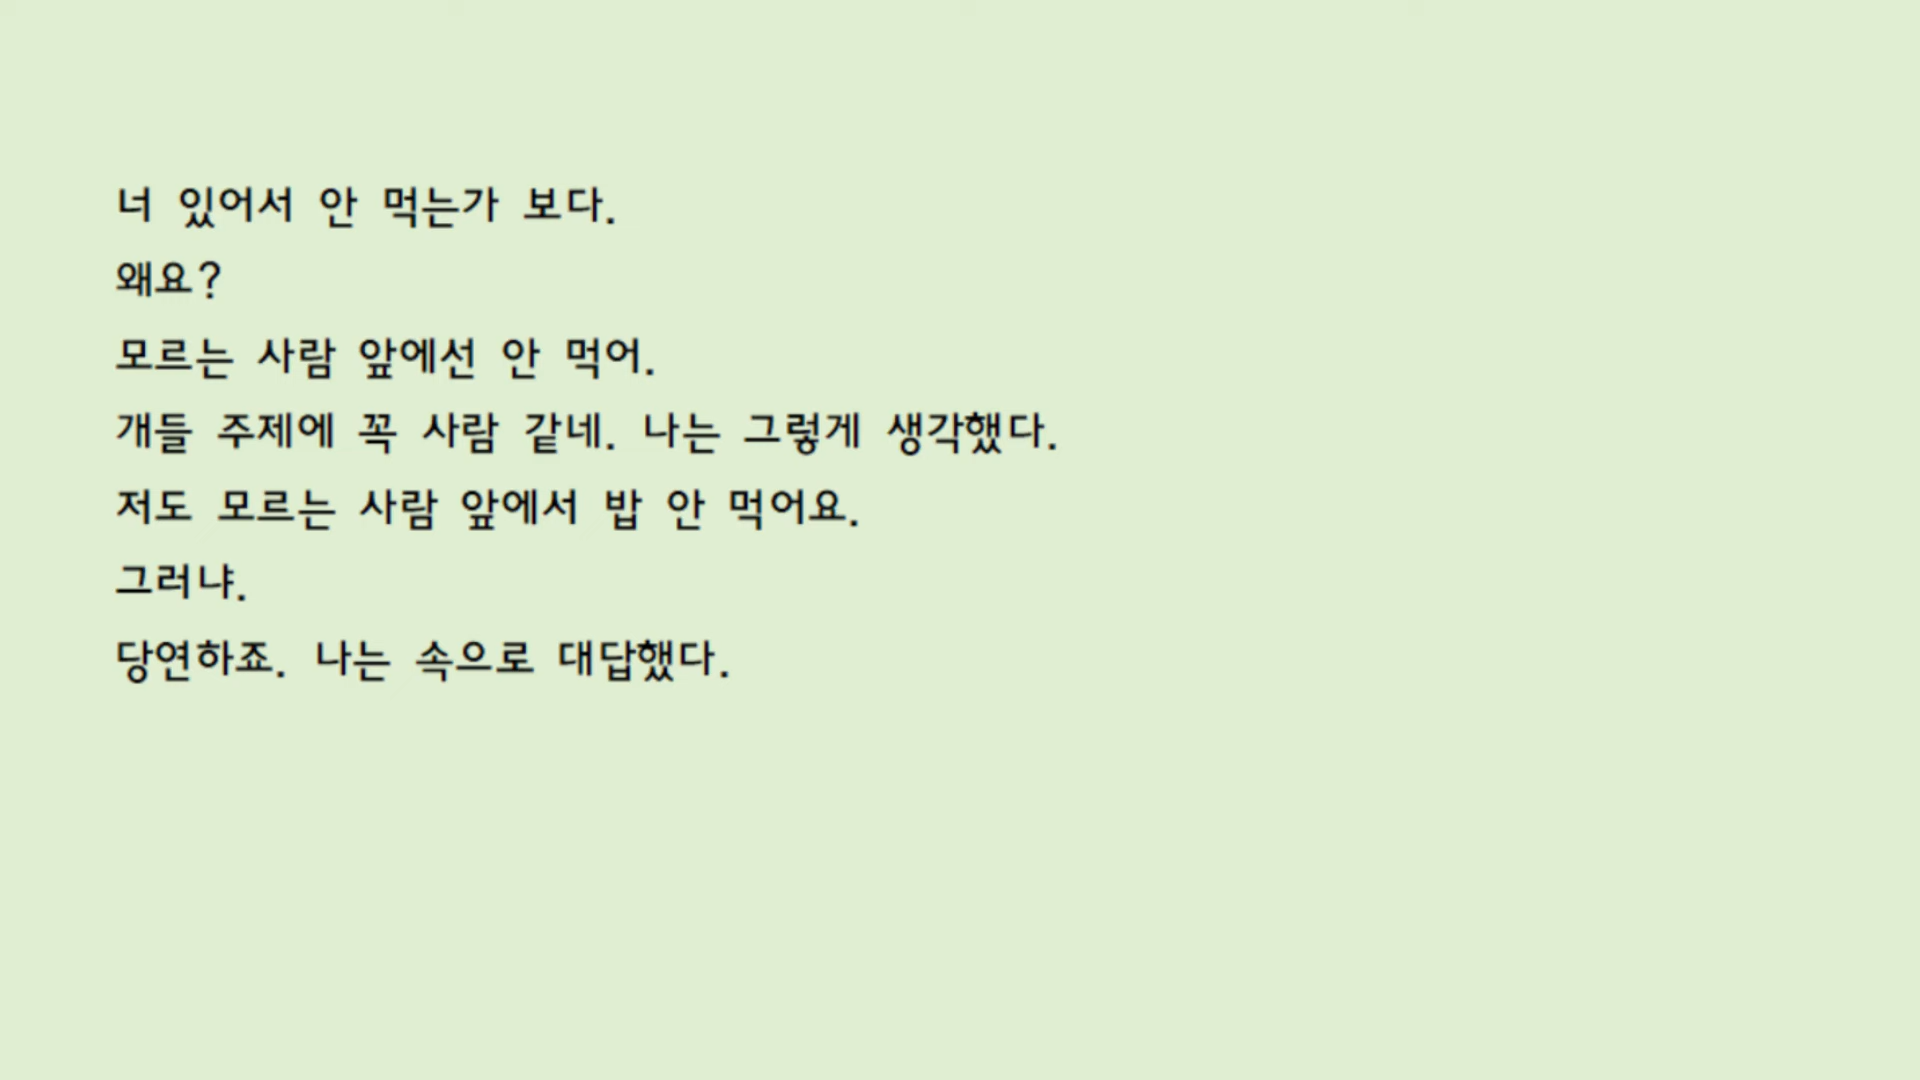 너 있어서 안 먹는가 보다.
왜요?
모르는 사람 앞에선 안 먹어.
개들 주제에 꼭 사람 같네. 나는 그렇게 생각했다.
저도 모르는 사람 앞에서 밥 안 먹어요.
그러냐.
당연하죠. 나는 속으로 대답했다.